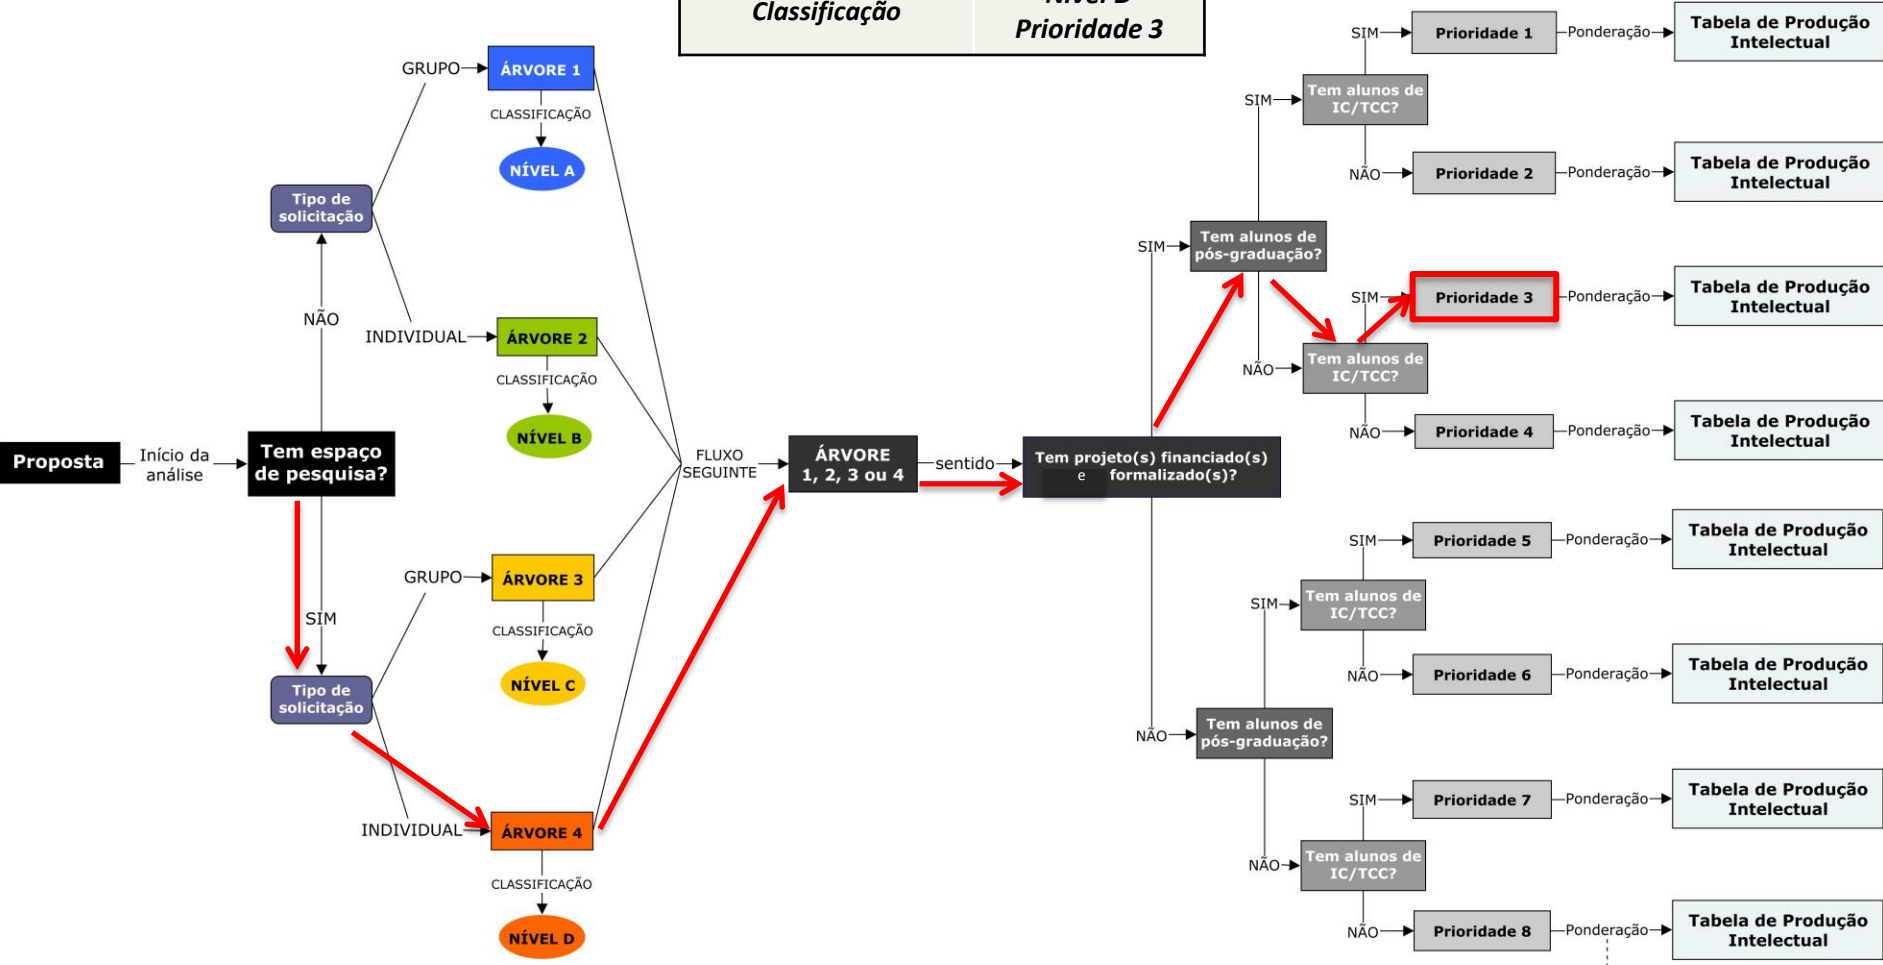 Classificação
Nível D
Prioridade 3
Proposta
Início da
análise
Tem espaço
de pesquisa?
NÃO
Tipo de
solicitação
GRUPO
ÁRVORE 1
CLASSIFICAÇÃO
NÍVEL A
INDIVIDUAL
ÁRVORE 2
CLASSIFICAÇÃO
NÍVEL B
SIM
Tipo de
solicitação
GRUPO
ÁRVORE 3
CLASSIFICAÇÃO
NÍVEL C
INDIVIDUAL
ÁRVORE 4
CLASSIFICAÇÃO
NÍVEL D
FLUXO
SEGUINTE
ÁRVORE
1, 2, 3 ou 4
sentido
Tem projeto(s) financiado(s)
e formalizado(s)?
SIM
Tem alunos de
pós-graduação?
SIM
Tem alunos de
IC/TCC?
SIM
Prioridade 1
Ponderação
Tabela de Produção
Intelectual
NÃO
Prioridade 2
Ponderação
Tabela de Produção
Intelectual
NÃO
Tem alunos de
IC/TCC?
SIM
Prioridade 3
Ponderação
Tabela de Produção
Intelectual
NÃO
Prioridade 4
Ponderação
Tabela de Produção
Intelectual
NÃO
Tem alunos de
pós-graduação?
SIM
Tem alunos de
IC/TCC?
SIM
Prioridade 5
Ponderação
Tabela de Produção
Intelectual
NÃO
Prioridade 6
Ponderação
Tabela de Produção
Intelectual
NÃO
Tem alunos de
IC/TCC?
SIM
Prioridade 7
Ponderação
Tabela de Produção
Intelectual
NÃO
Prioridade 8
Ponderação
Tabela de Produção
Intelectual